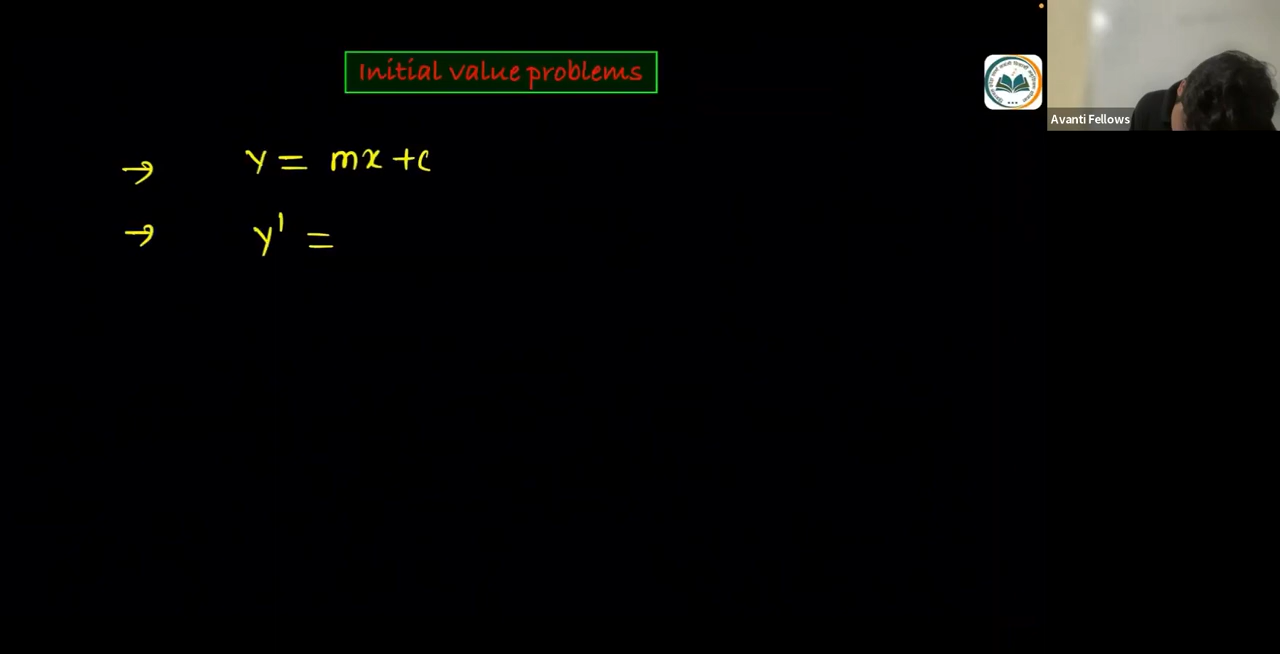 Initial value problems
→ y = mx + c
→ y' =
Avanti Fellows